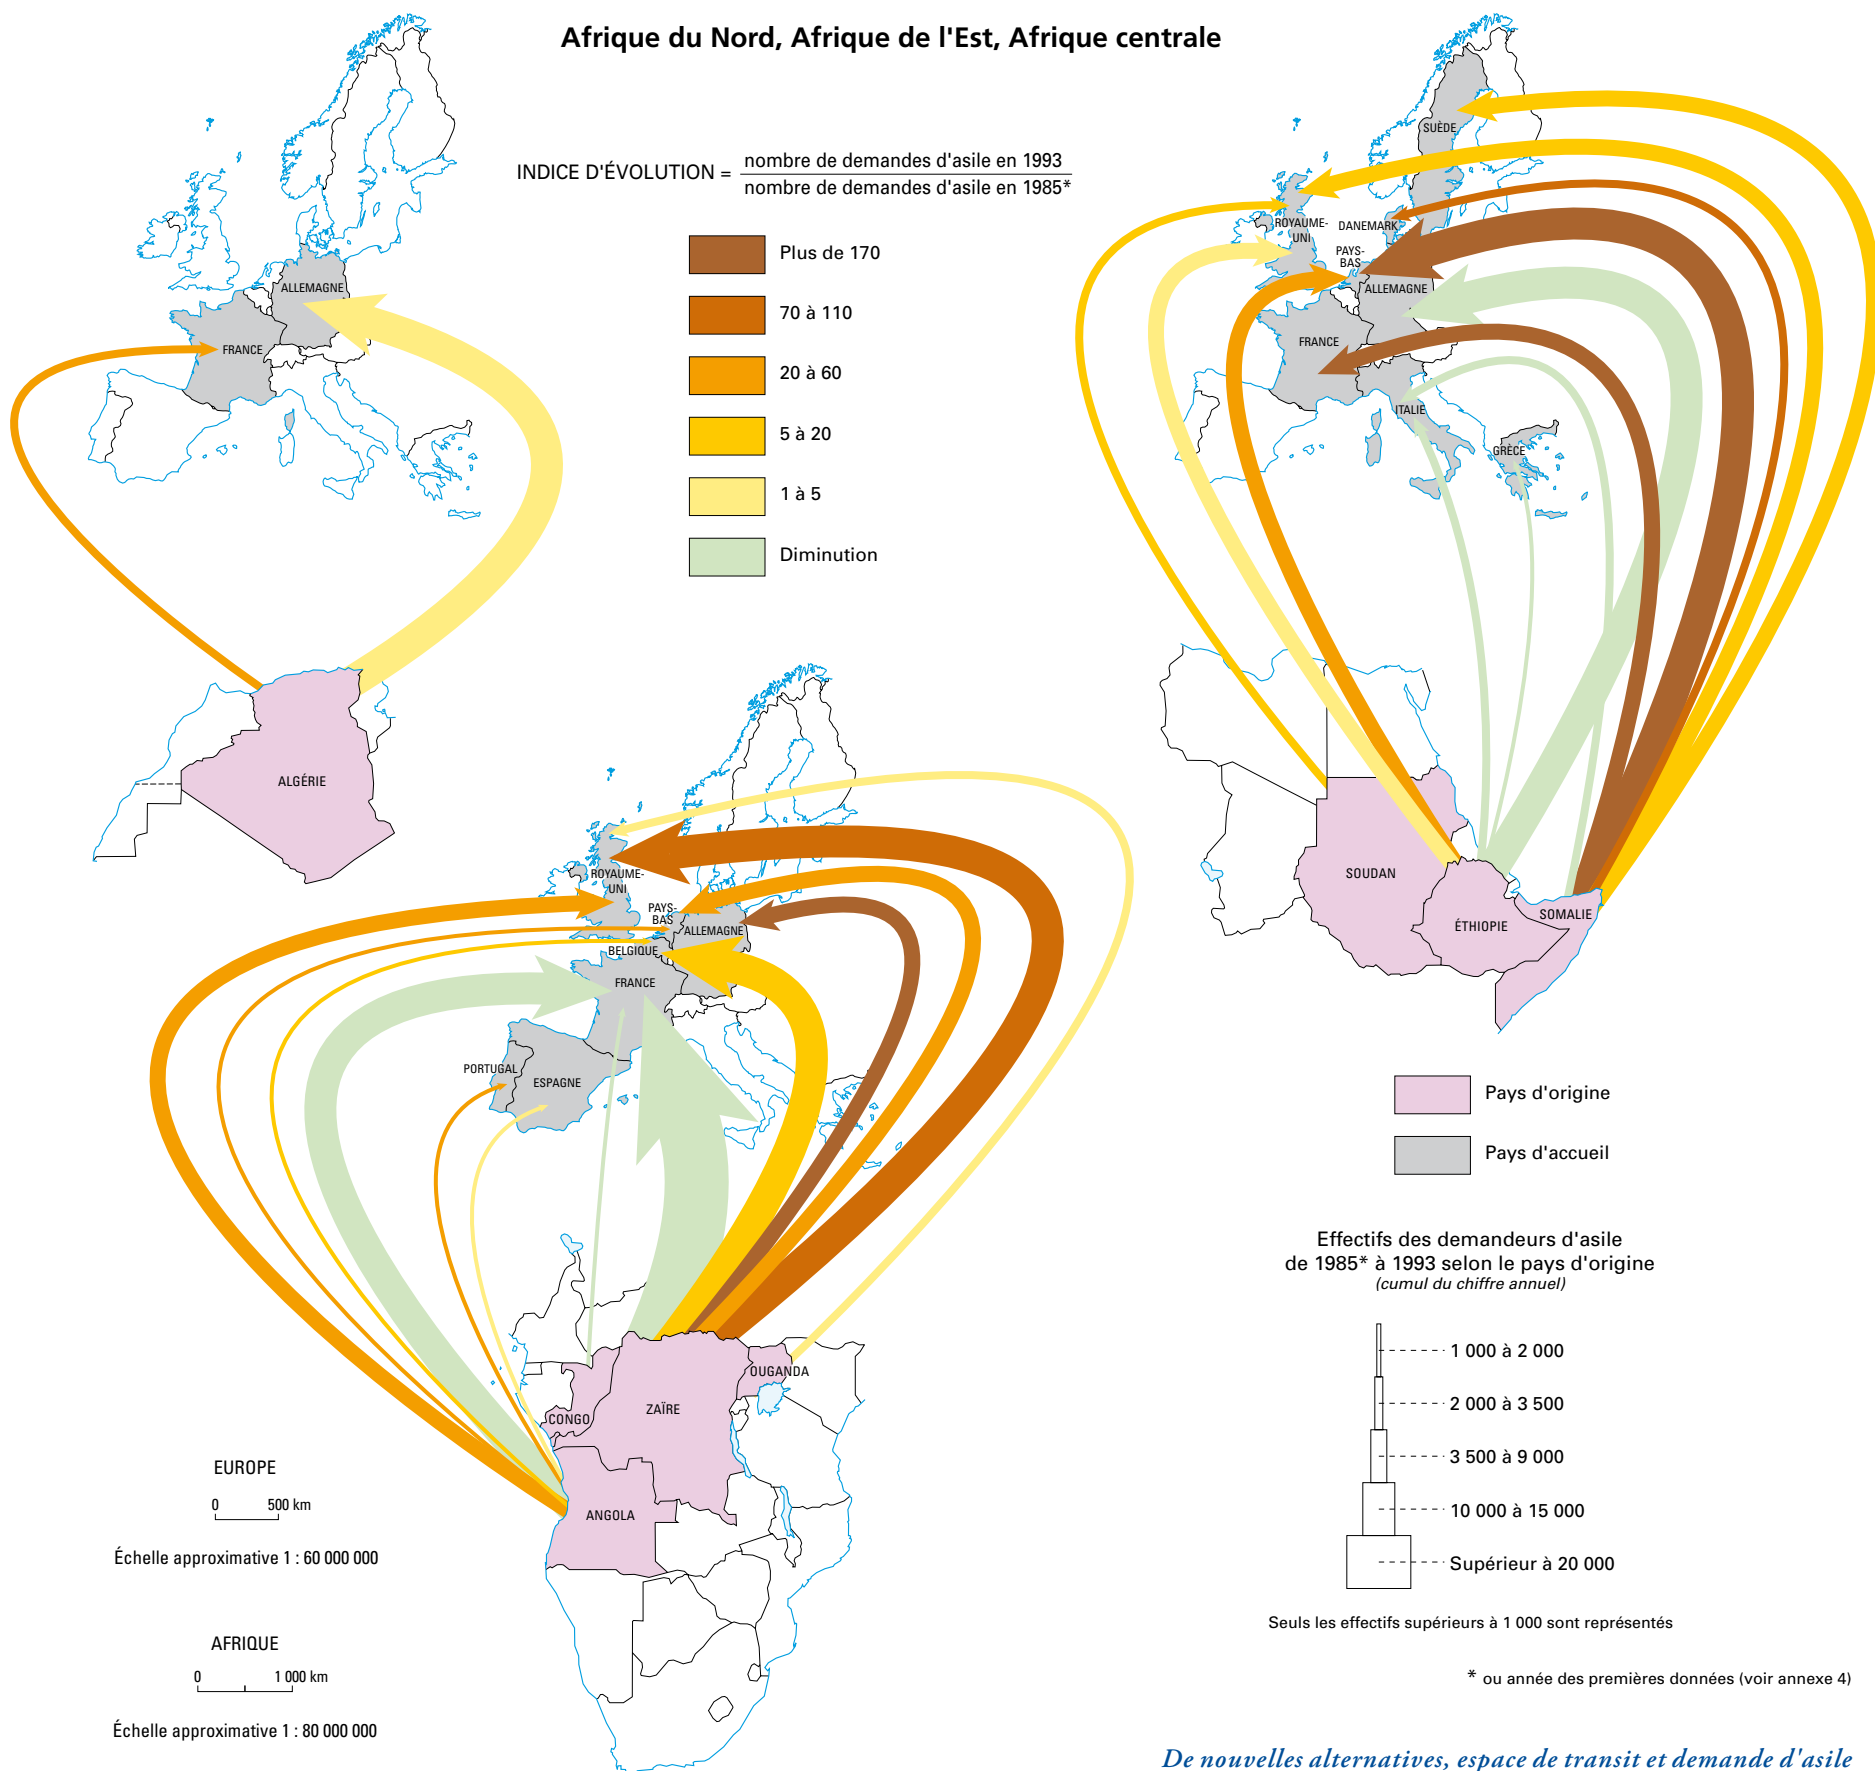 Afrique du Nord, Afrique de l'Est, Afrique centrale
INDICE D'ÉVOLUTION =
nombre de demandes d'asile en 1993
nombre de demandes d'asile en 1985*
Plus de 170
70 à 110
20 à 60
5 à 20
1 à 5
Diminution
ALLEMAGNE
FRANCE
ALGÉRIE
SUÈDE
ROYAUME-
UNI
DANEMARK
PAYS-
BAS
ALLEMAGNE
FRANCE
ITALIE
GRÈCE
SOUDAN
ÉTHIOPIE
SOMALIE
ROYAUME-
UNI
PAYS-
BAS
ALLEMAGNE
BELGIQUE
FRANCE
PORTUGAL
ESPAGNE
OUGANDA
ZAÏRE
CONGO
ANGOLA
Pays d'origine
Pays d'accueil
Effectifs des demandeurs d'asile
de 1985* à 1993 selon le pays d'origine
(cumul du chiffre annuel)
1 000 à 2 000
2 000 à 3 500
3 500 à 9 000
10 000 à 15 000
Supérieur à 20 000
Seuls les effectifs supérieurs à 1 000 sont représentés
* ou année des premières données (voir annexe 4)
EUROPE
0 500 km
Échelle approximative 1 : 60 000 000
AFRIQUE
0 1 000 km
Échelle approximative 1 : 80 000 000
De nouvelles alternatives, espace de transit et demande d'asile